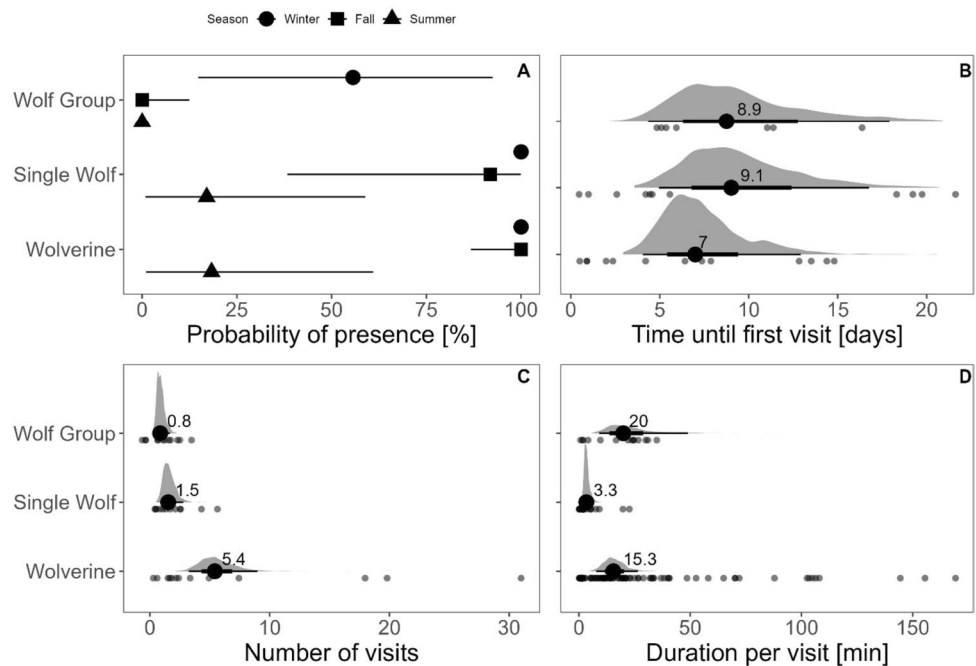 Season Winter Fall Summer
A
Wolf Group
Single Wolf
Wolverine
0 25 50 75 100
Probability of presence [%]
B
8.9
9.1
7
5 10 15 20
Time until first visit [days]
C
Wolf Group
Single Wolf
Wolverine
0.8
1.5
5.4
0 10 20 30
Number of visits
D
20
3.3
15.3
0 50 100 150
Duration per visit [min]